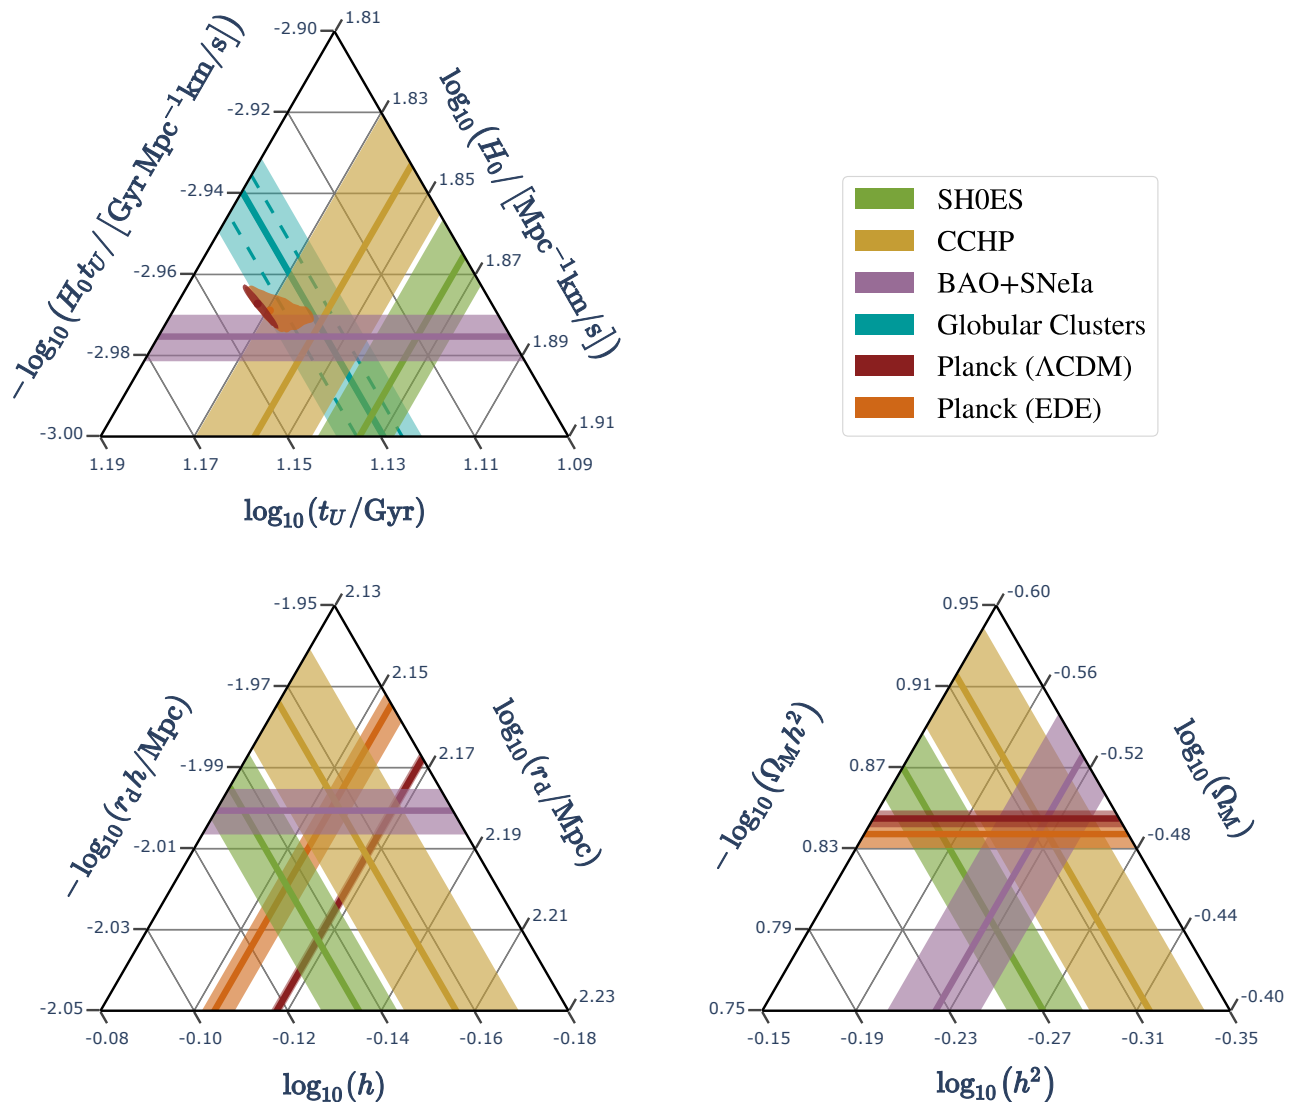 -2.90 1.81
-2.92 1.83
-2.94 1.85
-2.96 1.87
-2.98 1.89
-3.00 1.91
1.19 1.17 1.15 1.13 1.11 1.09
−log₁₀(H₀t_U/[Gyr Mpc⁻¹km/s])
log₁₀(H₀/[Mpc⁻¹km/s])
log₁₀(t_U/Gyr)
SH0ES
CCHP
BAO+SNeIa
Globular Clusters
Planck (ΛCDM)
Planck (EDE)
-1.95 2.13
-1.97 2.15
-1.99 2.17
-2.01 2.19
-2.03 2.21
-2.05 2.23
-0.08 -0.10 -0.12 -0.14 -0.16 -0.18
−log₁₀(r_d h/Mpc)
log₁₀(r_d/Mpc)
log₁₀(h)
0.95 -0.60
0.91 -0.56
0.87 -0.52
0.83 -0.48
0.79 -0.44
0.75 -0.40
-0.15 -0.19 -0.23 -0.27 -0.31 -0.35
−log₁₀(Ω_M h²)
log₁₀(Ω_M)
log₁₀(h²)